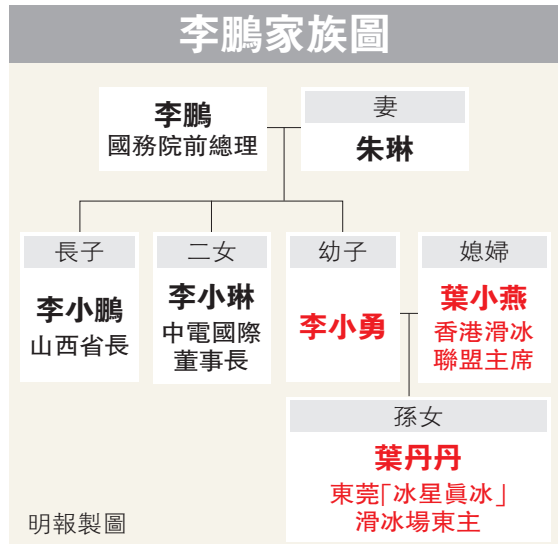 李鵬家族圖
李鵬
國務院前總理
妻
朱琳
長子
李小鵬
山西省長
二女
李小琳
中電國際
董事長
幼子
李小勇
媳婦
葉小燕
香港滑冰
聯盟主席
孫女
葉丹丹
東莞「冰星眞冰」
滑冰場東主
明報製圖